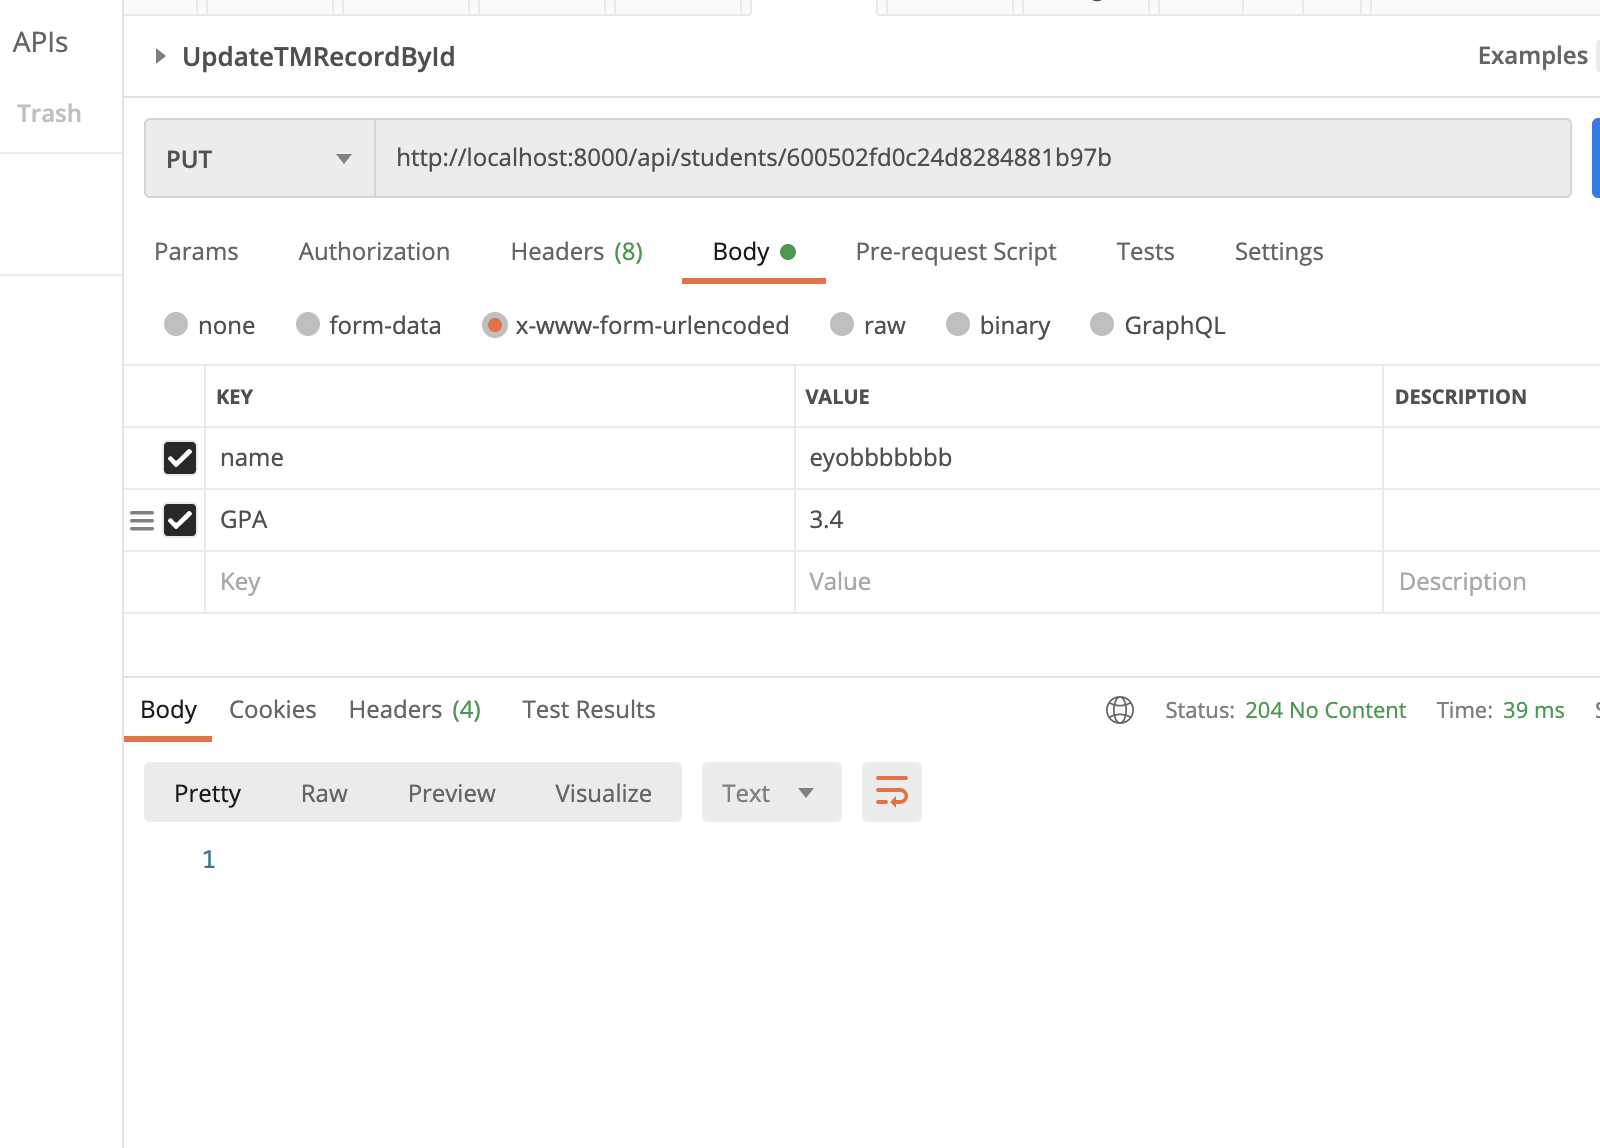 APIs
Trash
UpdateTMRecordById
Examples
PUT
http://localhost:8000/api/students/600502fd0c24d8284881b97b
Params Authorization Headers (8) Body Pre-request Script Tests Settings
none form-data x-www-form-urlencoded raw binary GraphQL
KEY VALUE DESCRIPTION
name eyobbbbbbb
GPA 3.4
Key Value Description
Body Cookies Headers (4) Test Results Status: 204 No Content Time: 39 ms
Pretty Raw Preview Visualize Text
1